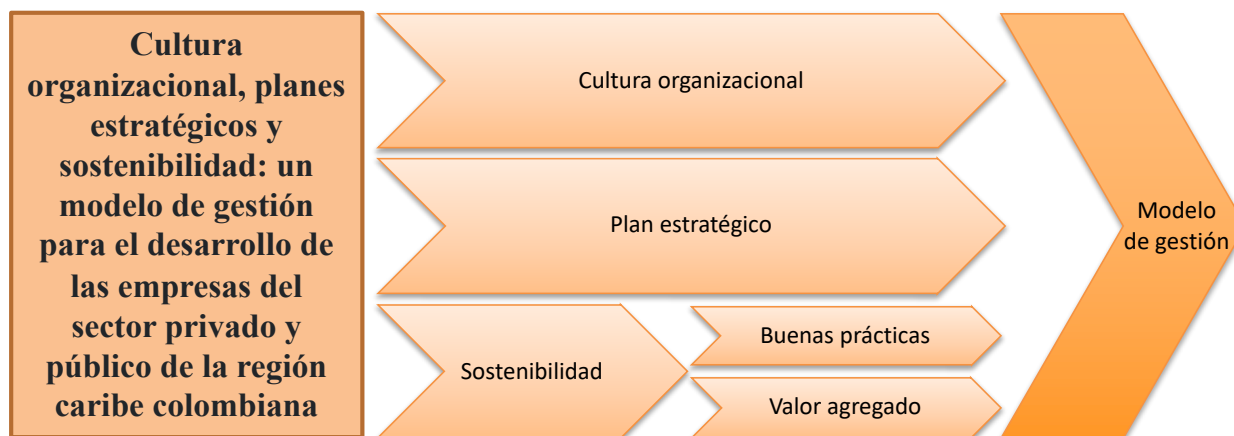 Cultura
organizacional, planes
estratégicos y
sostenibilidad: un
modelo de gestión
para el desarrollo de
las empresas del
sector privado y
público de la región
caribe colombiana
Cultura organizacional
Plan estratégico
Sostenibilidad
Buenas prácticas
Valor agregado
Modelo
de gestión